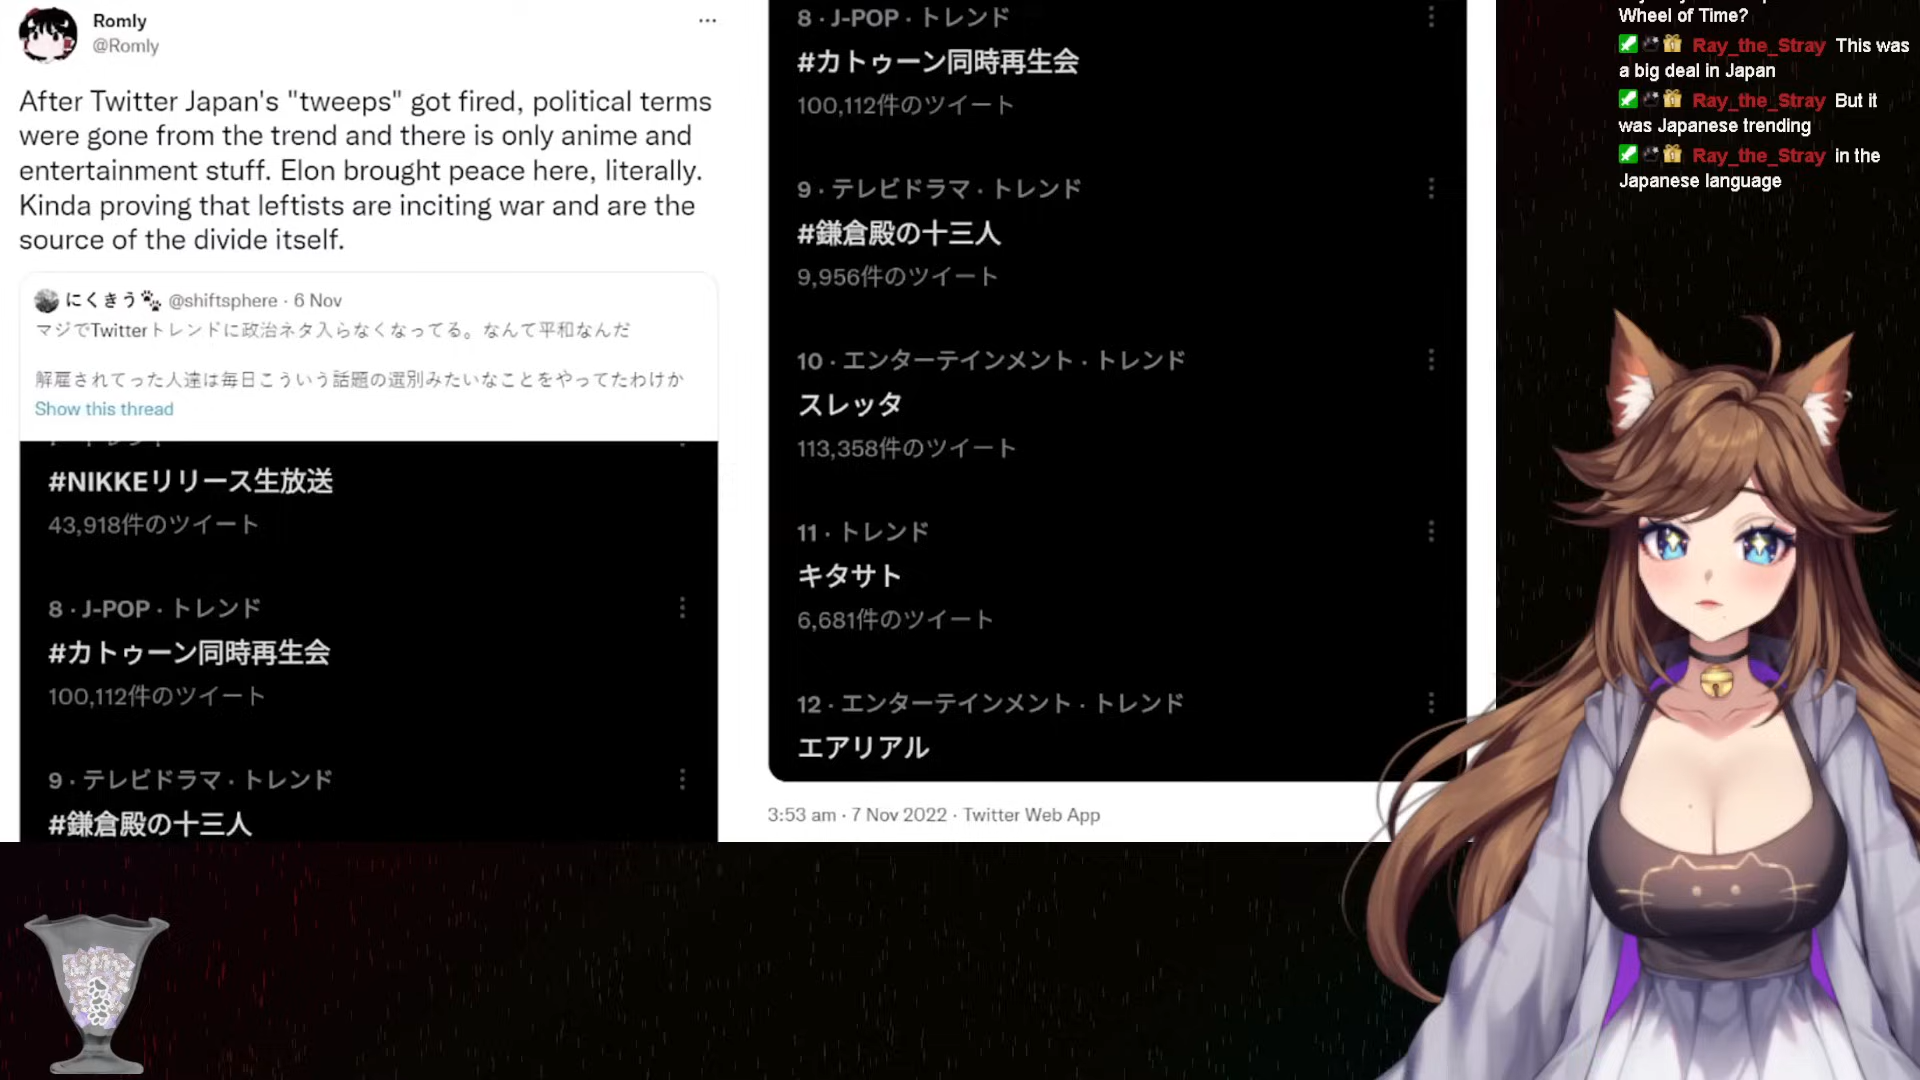 Romly
@Romly
After Twitter Japan's "tweeps" got fired, political terms
were gone from the trend and there is only anime and
entertainment stuff. Elon brought peace here, literally.
Kinda proving that leftists are inciting war and are the
source of the divide itself.
にくきう🐾 @shiftsphere · 6 Nov
マジでTwitterトレンドに政治ネタ入らなくなってる。なんて平和なんだ
解雇されてった人達は毎日こういう話題の選別みたいなことをやってたわけか
Show this thread
#NIKKEリリース生放送
43,918件のツイート
8 · J-POP · トレンド
#カトゥーン同時再生会
100,112件のツイート
9 · テレビドラマ · トレンド
#鎌倉殿の十三人
8 · J-POP · トレンド
#カトゥーン同時再生会
100,112件のツイート
9 · テレビドラマ · トレンド
#鎌倉殿の十三人
9,956件のツイート
10 · エンターテインメント · トレンド
スレッタ
113,358件のツイート
11 · トレンド
キタサト
6,681件のツイート
12 · エンターテインメント · トレンド
エアリアル
3:53 am · 7 Nov 2022 · Twitter Web App
Wheel of Time?
Ray_the_Stray This was
a big deal in Japan
Ray_the_Stray But it
was Japanese trending
Ray_the_Stray in the
Japanese language